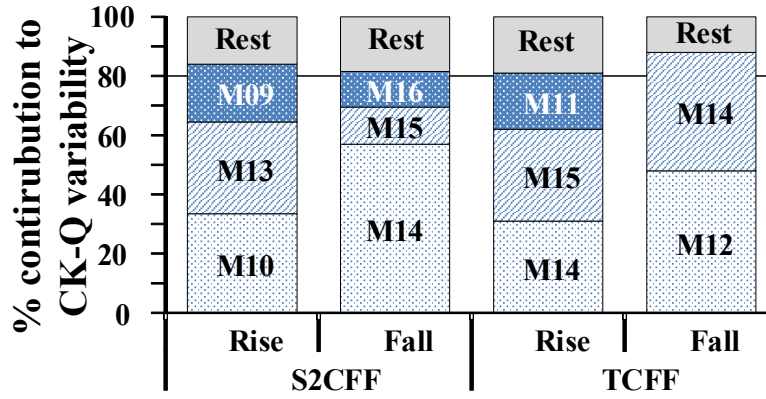 % contirubution to
CK-Q variability
100
80
60
40
20
0
Rest
M09
M13
M10
Rest
M16
M15
M14
Rest
M11
M15
M14
Rest
M14
M12
Rise
Fall
Rise
Fall
S2CFF
TCFF